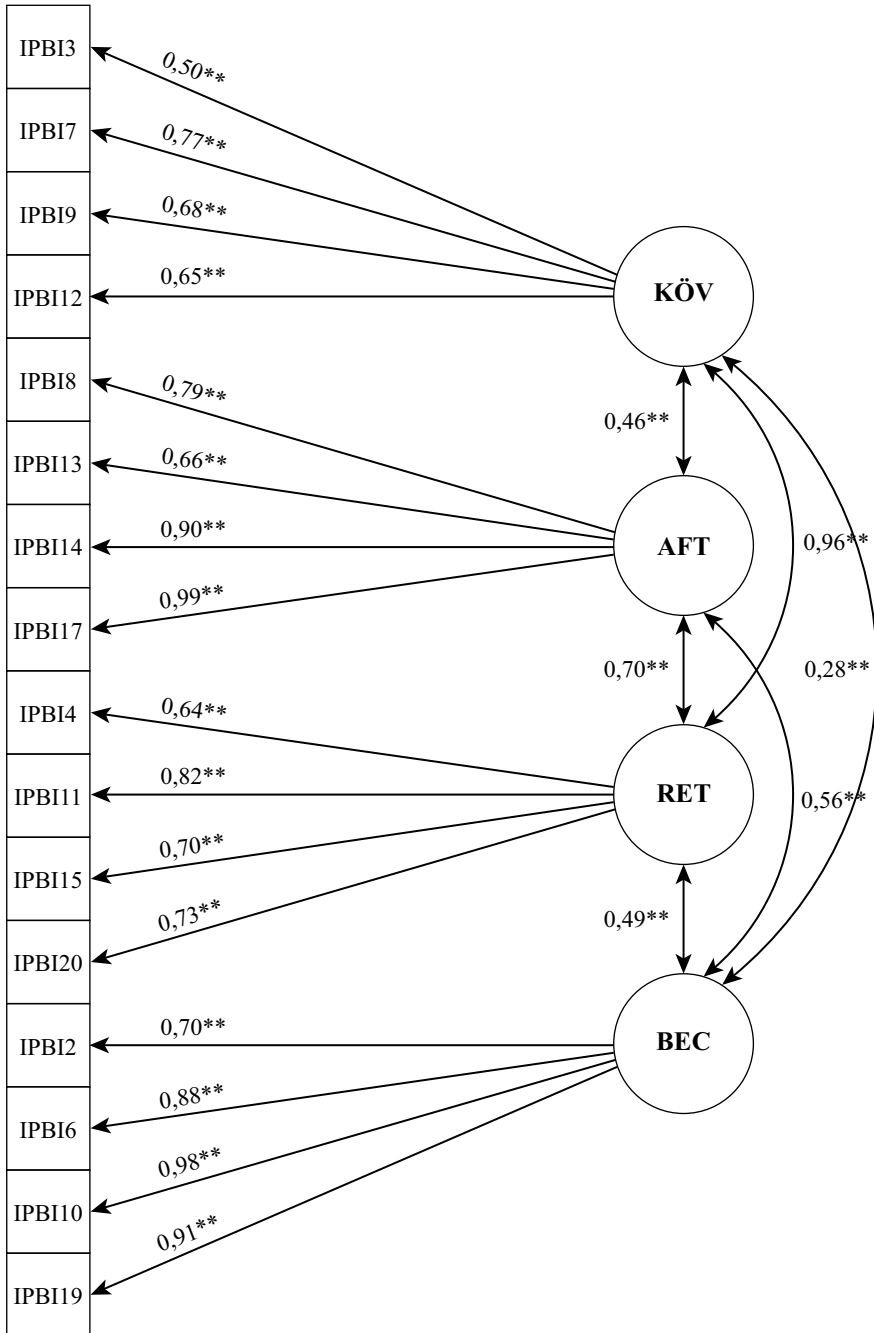 IPBI3
0,50**
IPBI7
0,77**
IPBI9
0,68**
IPBI12
0,65**
KÖV
IPBI8
0,79**
0,46**
IPBI13
0,66**
IPBI14
0,90**
AFT
0,96**
IPBI17
0,99**
0,70**
0,28**
IPBI4
0,64**
IPBI11
0,82**
RET
0,56**
IPBI15
0,70**
0,49**
IPBI20
0,73**
IPBI2
0,70**
BEC
IPBI6
0,88**
IPBI10
0,98**
IPBI19
0,91**